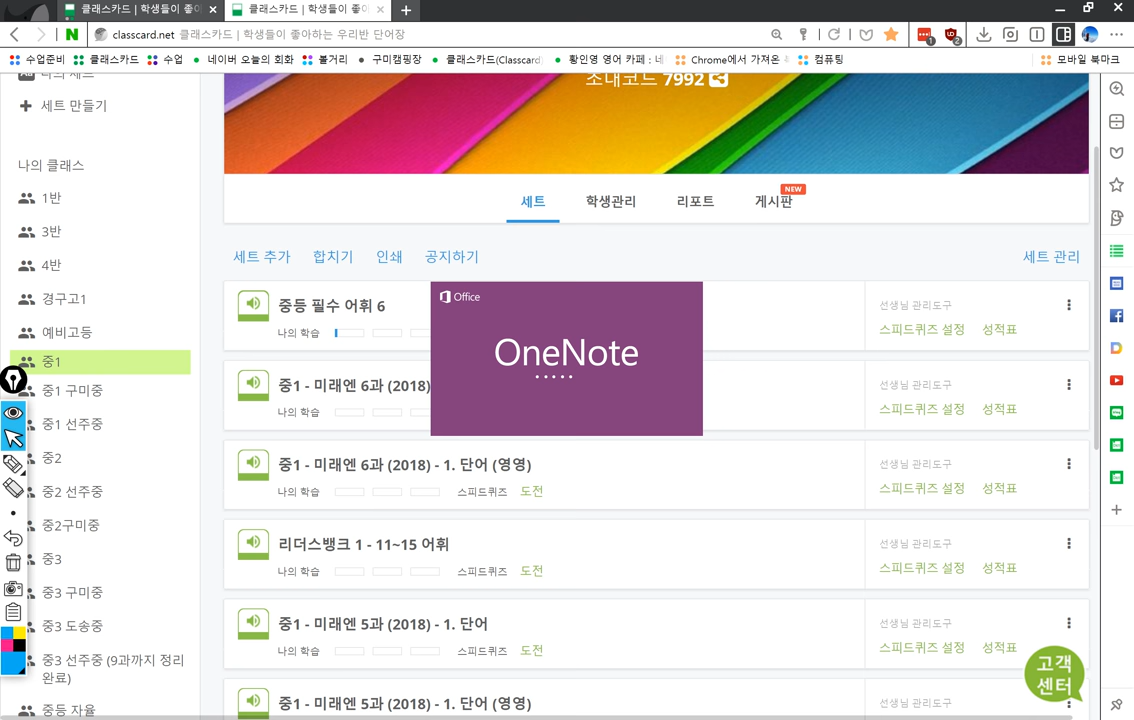 클래스카드 | 학생들이 좋아
클래스카드 | 학생들이 좋아
classcard.net 클래스카드 | 학생들이 좋아하는 우리반 단어장
수업준비
클래스카드
수업
네이버 오늘의 회화
볼거리
구미캠핑장
클래스카드(Classcard
황인영 영어 카페 : 네
Chrome에서 가져온
컴퓨팅
모바일 북마크
나의 세트
세트 만들기
나의 클래스
1반
3반
4반
경구고1
예비고등
중1
중1 구미중
중1 선주중
중2
중2 선주중
중2구미중
중3
중3 구미중
중3 도송중
중3 선주중 (9과까지 정리
완료)
중등 자율
초대코드 7992
세트
학생관리
리포트
게시판
NEW
세트 추가
합치기
인쇄
공지하기
세트 관리
중등 필수 어휘 6
나의 학습
선생님 관리도구
스피드퀴즈 설정
성적표
Office
OneNote
중1 - 미래엔 6과 (2018)
나의 학습
선생님 관리도구
스피드퀴즈 설정
성적표
중1 - 미래엔 6과 (2018) - 1. 단어 (영영)
나의 학습
스피드퀴즈
도전
선생님 관리도구
스피드퀴즈 설정
성적표
리더스뱅크 1 - 11~15 어휘
나의 학습
스피드퀴즈
도전
선생님 관리도구
스피드퀴즈 설정
성적표
중1 - 미래엔 5과 (2018) - 1. 단어
나의 학습
스피드퀴즈
도전
선생님 관리도구
스피드퀴즈 설정
성적표
중1 - 미래엔 5과 (2018) - 1. 단어 (영영)
고객
센터